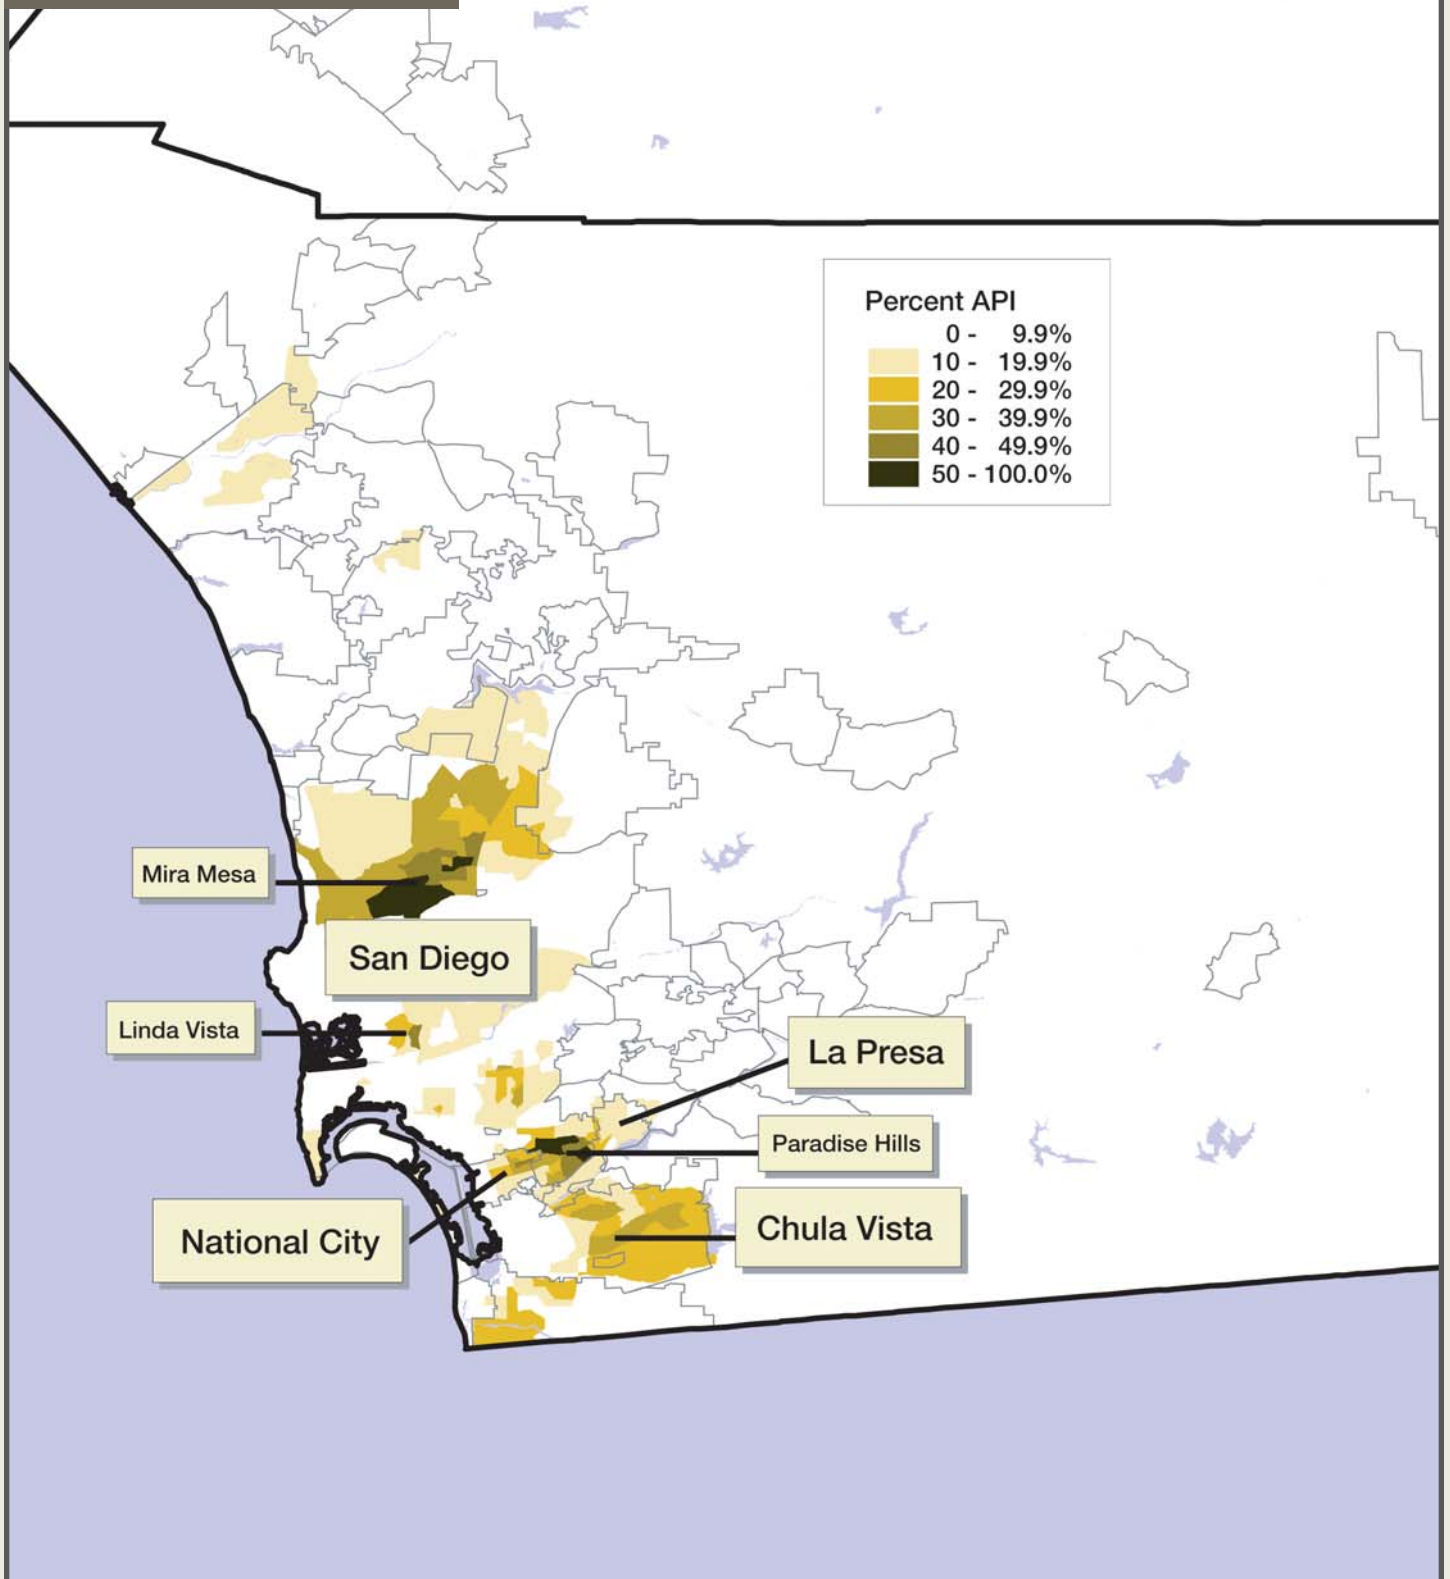 Percent API
0 - 9.9%
10 - 19.9%
20 - 29.9%
30 - 39.9%
40 - 49.9%
50 - 100.0%
Mira Mesa
San Diego
Linda Vista
La Presa
Paradise Hills
National City
Chula Vista